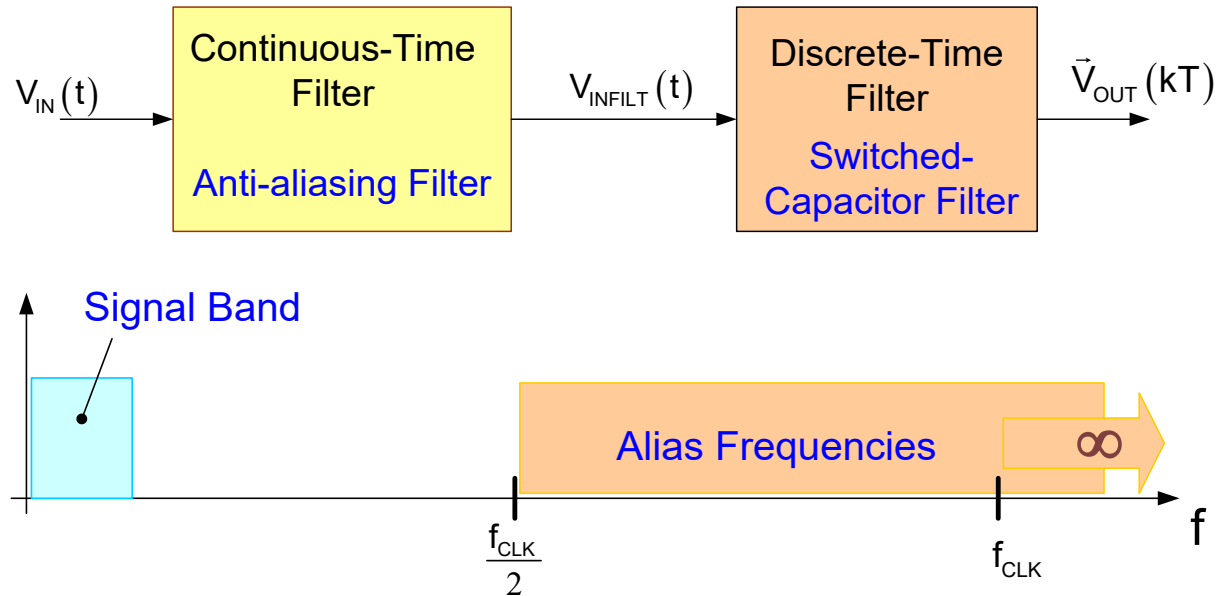 Continuous-Time
Filter
Anti-aliasing Filter
Discrete-Time
Filter
Switched-
Capacitor Filter
V_IN(t)
V_INFILT(t)
V⃗_OUT(kT)
Signal Band
Alias Frequencies
∞
f_CLK
2
f_CLK
f